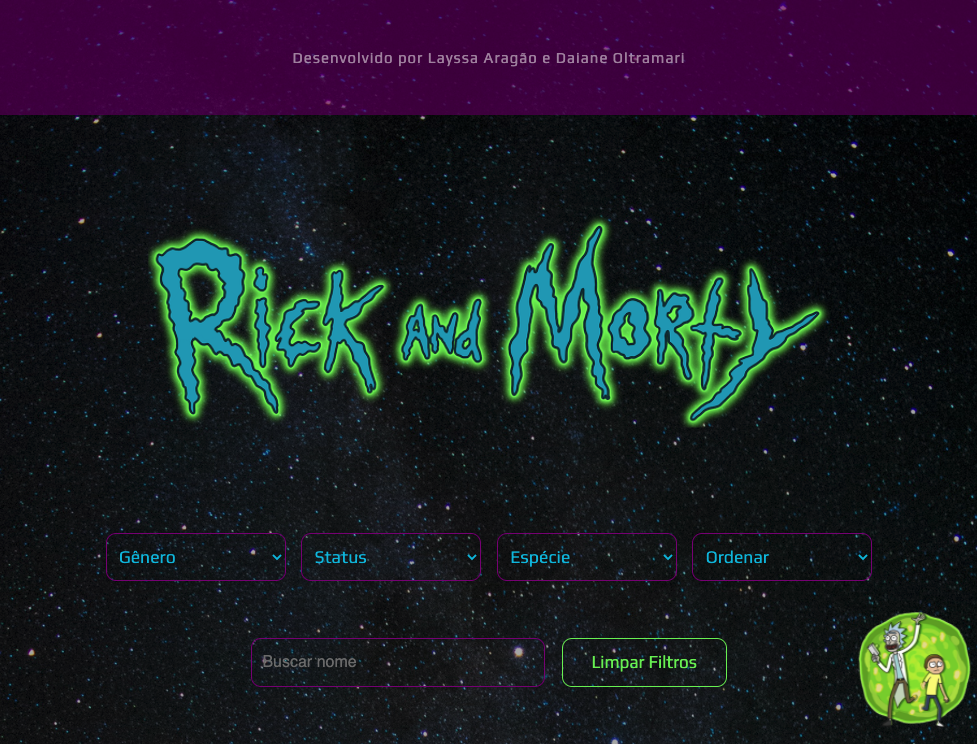 Desenvolvido por Layssa Aragão e Daiane Oltramari
Rick and Morty
Gênero
Status
Espécie
Ordenar
Buscar nome
Limpar Filtros